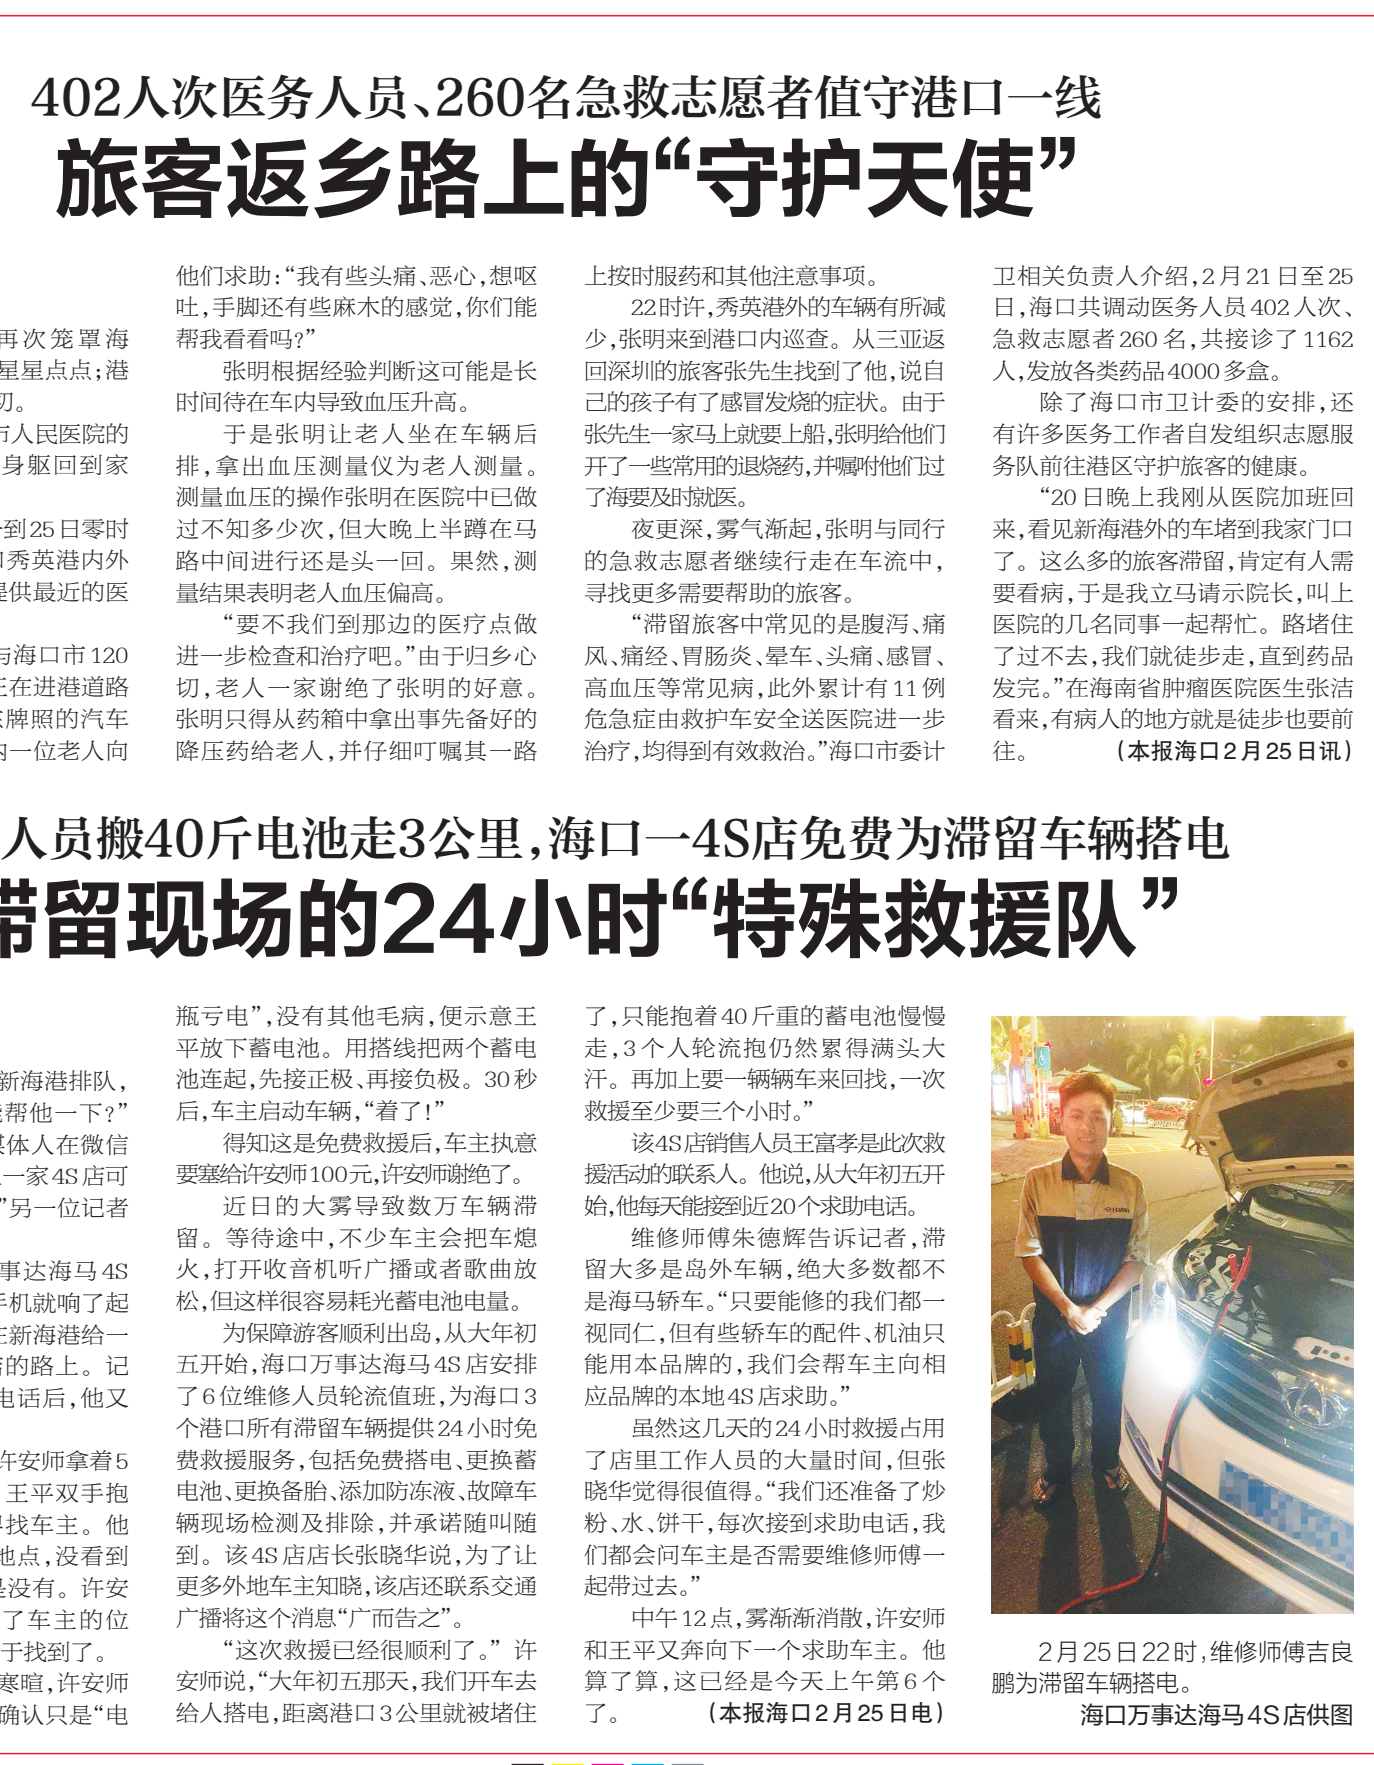 402人次医务人员、260名急救志愿者值守港口一线
旅客返乡路上的“守护天使”
再次笼罩海
星星点点；港
切。
市人民医院的
身躯回到家
到25日零时
口秀英港内外
提供最近的医
与海口市120
正在进港道路
牌照的汽车
内一位老人向
他们求助：“我有些头痛、恶心，想呕
吐，手脚还有些麻木的感觉，你们能
帮我看看吗？”
张明根据经验判断这可能是长
时间待在车内导致血压升高。
于是张明让老人坐在车辆后
排，拿出血压测量仪为老人测量。
测量血压的操作张明在医院中已做
过不知多少次，但大晚上半蹲在马
路中间进行还是头一回。果然，测
量结果表明老人血压偏高。
“要不我们到那边的医疗点做
进一步检查和治疗吧。”由于归乡心
切，老人一家谢绝了张明的好意。
张明只得从药箱中拿出事先备好的
降压药给老人，并仔细叮嘱其一路
上按时服药和其他注意事项。
22时许，秀英港外的车辆有所减
少，张明来到港口内巡查。从三亚返
回深圳的旅客张先生找到了他，说自
己的孩子有了感冒发烧的症状。由于
张先生一家马上就要上船，张明给他们
开了一些常用的退烧药，并嘱咐他们过
了海要及时就医。
夜更深，雾气渐起，张明与同行
的急救志愿者继续行走在车流中，
寻找更多需要帮助的旅客。
“滞留旅客中常见的是腹泻、痛
风、痛经、胃肠炎、晕车、头痛、感冒、
高血压等常见病，此外累计有11例
危急症由救护车安全送医院进一步
治疗，均得到有效救治。”海口市委计
卫相关负责人介绍，2月21日至25
日，海口共调动医务人员402人次、
急救志愿者260名，共接诊了1162
人，发放各类药品4000多盒。
除了海口市卫计委的安排，还
有许多医务工作者自发组织志愿服
务队前往港区守护旅客的健康。
“20日晚上我刚从医院加班回
来，看见新海港外的车堵到我家门口
了。这么多的旅客滞留，肯定有人需
要看病，于是我立马请示院长，叫上
医院的几名同事一起帮忙。路堵住
了过不去，我们就徒步走，直到药品
发完。”在海南省肿瘤医院医生张洁
看来，有病人的地方就是徒步也要前
往。 （本报海口2月25日讯）
人员搬40斤电池走3公里，海口一4S店免费为滞留车辆搭电
滞留现场的24小时“特殊救援队”
新海港排队，
能帮他一下？”
媒体人在微信
一家4S店可
”另一位记者
事达海马4S
手机就响了起
在新海港给一
的路上。记
电话后，他又
许安师拿着5
王平双手抱
寻找车主。他
地点，没看到
是没有。许安
了车主的位
于找到了。
寒暄，许安师
确认只是“电
瓶亏电”，没有其他毛病，便示意王
平放下蓄电池。用搭线把两个蓄电
池连起，先接正极、再接负极。30秒
后，车主启动车辆，“着了！”
得知这是免费救援后，车主执意
要塞给许安师100元，许安师谢绝了。
近日的大雾导致数万车辆滞
留。等待途中，不少车主会把车熄
火，打开收音机听广播或者歌曲放
松，但这样很容易耗光蓄电池电量。
为保障游客顺利出岛，从大年初
五开始，海口万事达海马4S店安排
了6位维修人员轮流值班，为海口3
个港口所有滞留车辆提供24小时免
费救援服务，包括免费搭电、更换蓄
电池、更换备胎、添加防冻液、故障车
辆现场检测及排除，并承诺随叫随
到。该4S店店长张晓华说，为了让
更多外地车主知晓，该店还联系交通
广播将这个消息“广而告之”。
“这次救援已经很顺利了。”许
安师说，“大年初五那天，我们开车去
给人搭电，距离港口3公里就被堵住
了，只能抱着40斤重的蓄电池慢慢
走，3个人轮流抱仍然累得满头大
汗。再加上要一辆辆车来回找，一次
救援至少要三个小时。”
该4S店销售人员王富孝是此次救
援活动的联系人。他说，从大年初五开
始，他每天能接到近20个求助电话。
维修师傅朱德辉告诉记者，滞
留大多是岛外车辆，绝大多数都不
是海马轿车。“只要能修的我们都一
视同仁，但有些轿车的配件、机油只
能用本品牌的，我们会帮车主向相
应品牌的本地4S店求助。”
虽然这几天的24小时救援占用
了店里工作人员的大量时间，但张
晓华觉得很值得。“我们还准备了炒
粉、水、饼干，每次接到求助电话，我
们都会问车主是否需要维修师傅一
起带过去。”
中午12点，雾渐渐消散，许安师
和王平又奔向下一个求助车主。他
算了算，这已经是今天上午第6个
了。 （本报海口2月25日电）
2月25日22时，维修师傅吉良
鹏为滞留车辆搭电。
海口万事达海马4S店供图